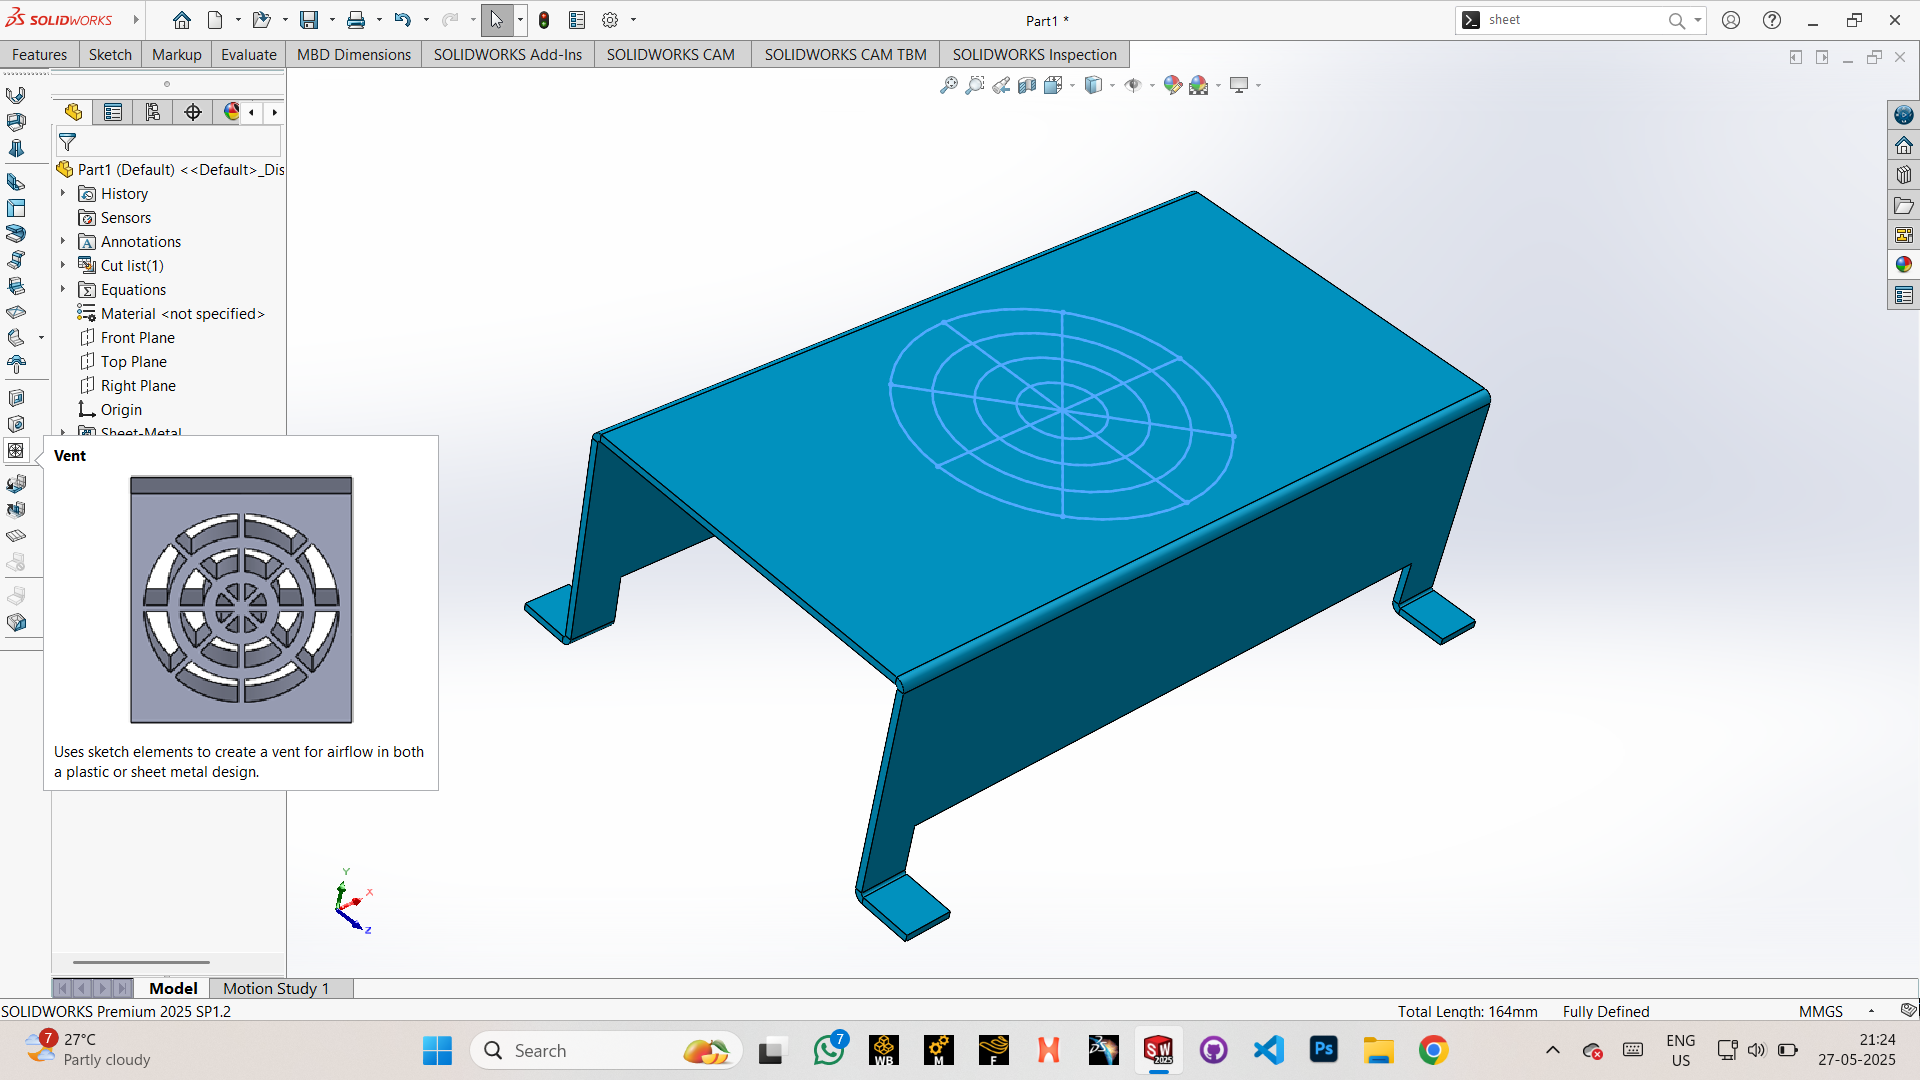 SOLIDWORKS
Part1 *
sheet
Features
Sketch
Markup
Evaluate
MBD Dimensions
SOLIDWORKS Add-Ins
SOLIDWORKS CAM
SOLIDWORKS CAM TBM
SOLIDWORKS Inspection
Part1 (Default) <<Default>_Dis
History
Sensors
Annotations
Cut list(1)
Equations
Material <not specified>
Front Plane
Top Plane
Right Plane
Origin
Sheet-Metal
Vent
Uses sketch elements to create a vent for airflow in both
a plastic or sheet metal design.
Y
X
Z
Model
Motion Study 1
SOLIDWORKS Premium 2025 SP1.2
Total Length: 164mm
Fully Defined
MMGS
7
27°C
Partly cloudy
Search
7
WB
M
F
SW
2025
Ps
ENG
US
21:24
27-05-2025